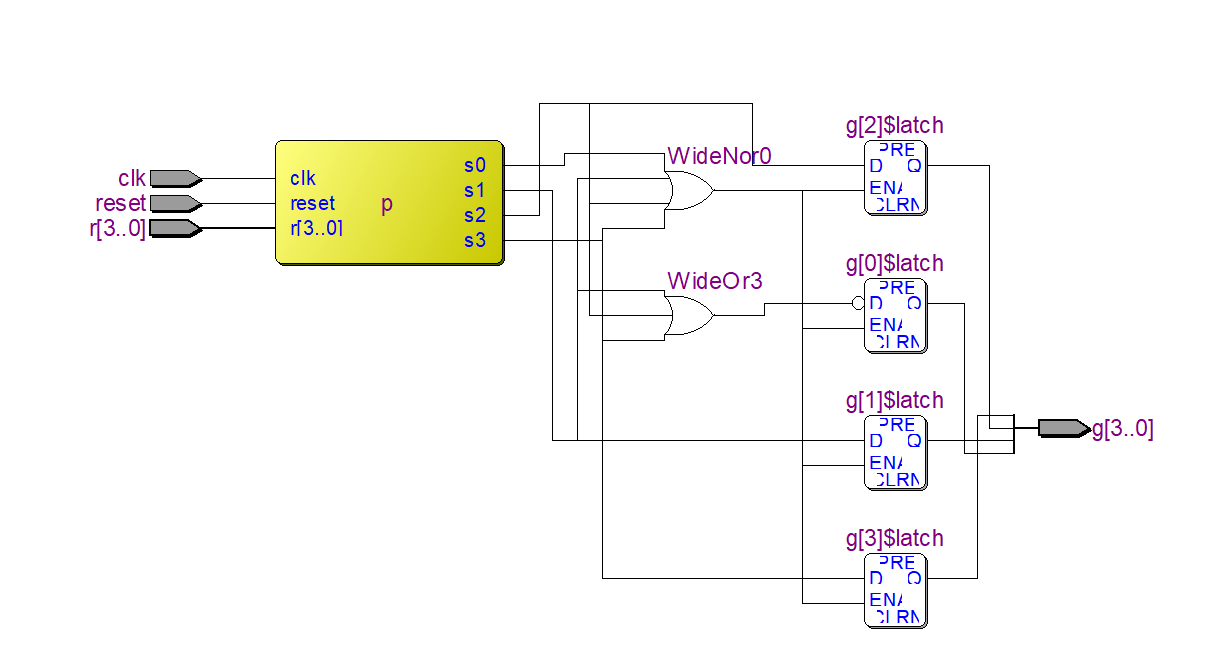 clk
reset
r[3..0]
clk
reset
r[3..0]
p
s0
s1
s2
s3
WideNor0
WideOr3
g[2]$latch
PRE
D
Q
ENA
CLRN
g[0]$latch
PRE
D
Q
ENA
CLRN
g[1]$latch
PRE
D
Q
ENA
CLRN
g[3]$latch
PRE
D
Q
ENA
CLRN
g[3..0]